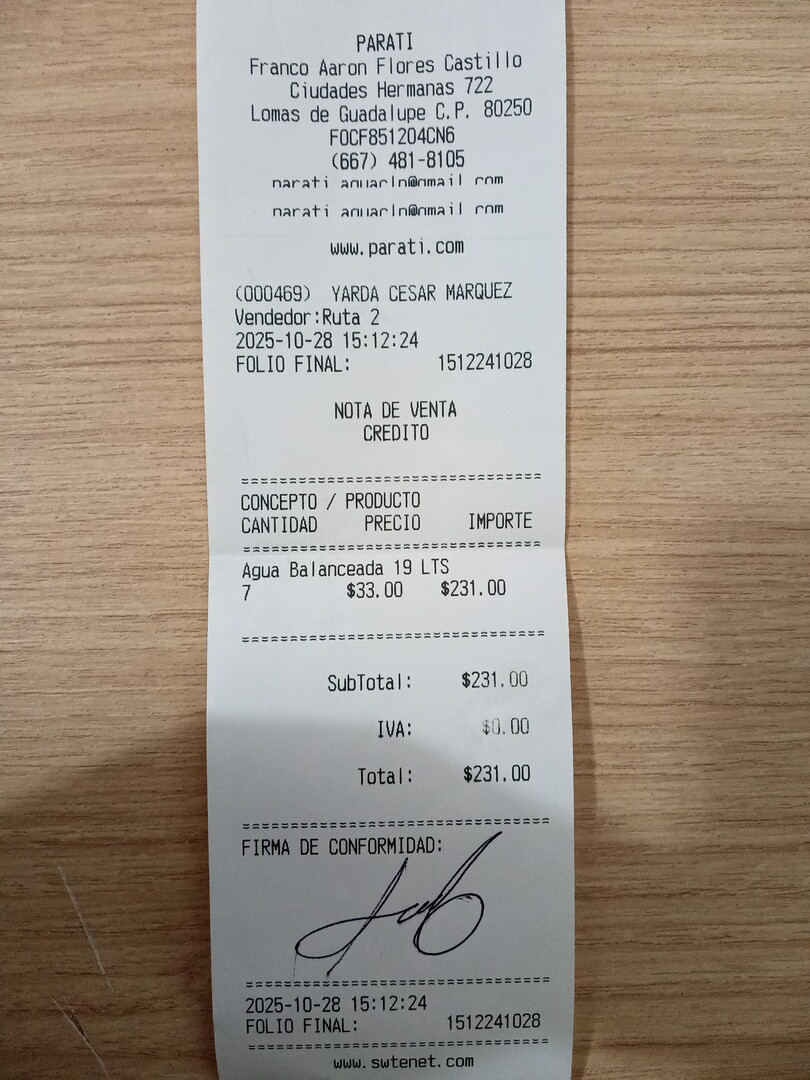 PARATI
Franco Aaron Flores Castillo
Ciudades Hermanas 722
Lomas de Guadalupe C.P. 80250
FOCF851204CN6
(667) 481-8105
www.parati.com
(000469) YARDA CESAR MARQUEZ
Vendedor:Ruta 2
2025-10-28 15:12:24
FOLIO FINAL: 1512241028
NOTA DE VENTA
CREDITO
CONCEPTO / PRODUCTO
CANTIDAD PRECIO IMPORTE
Agua Balanceada 19 LTS
7 $33.00 $231.00
SubTotal: $231.00
IVA: $0.00
Total: $231.00
FIRMA DE CONFORMIDAD:
2025-10-28 15:12:24
FOLIO FINAL: 1512241028
www.swtenet.com